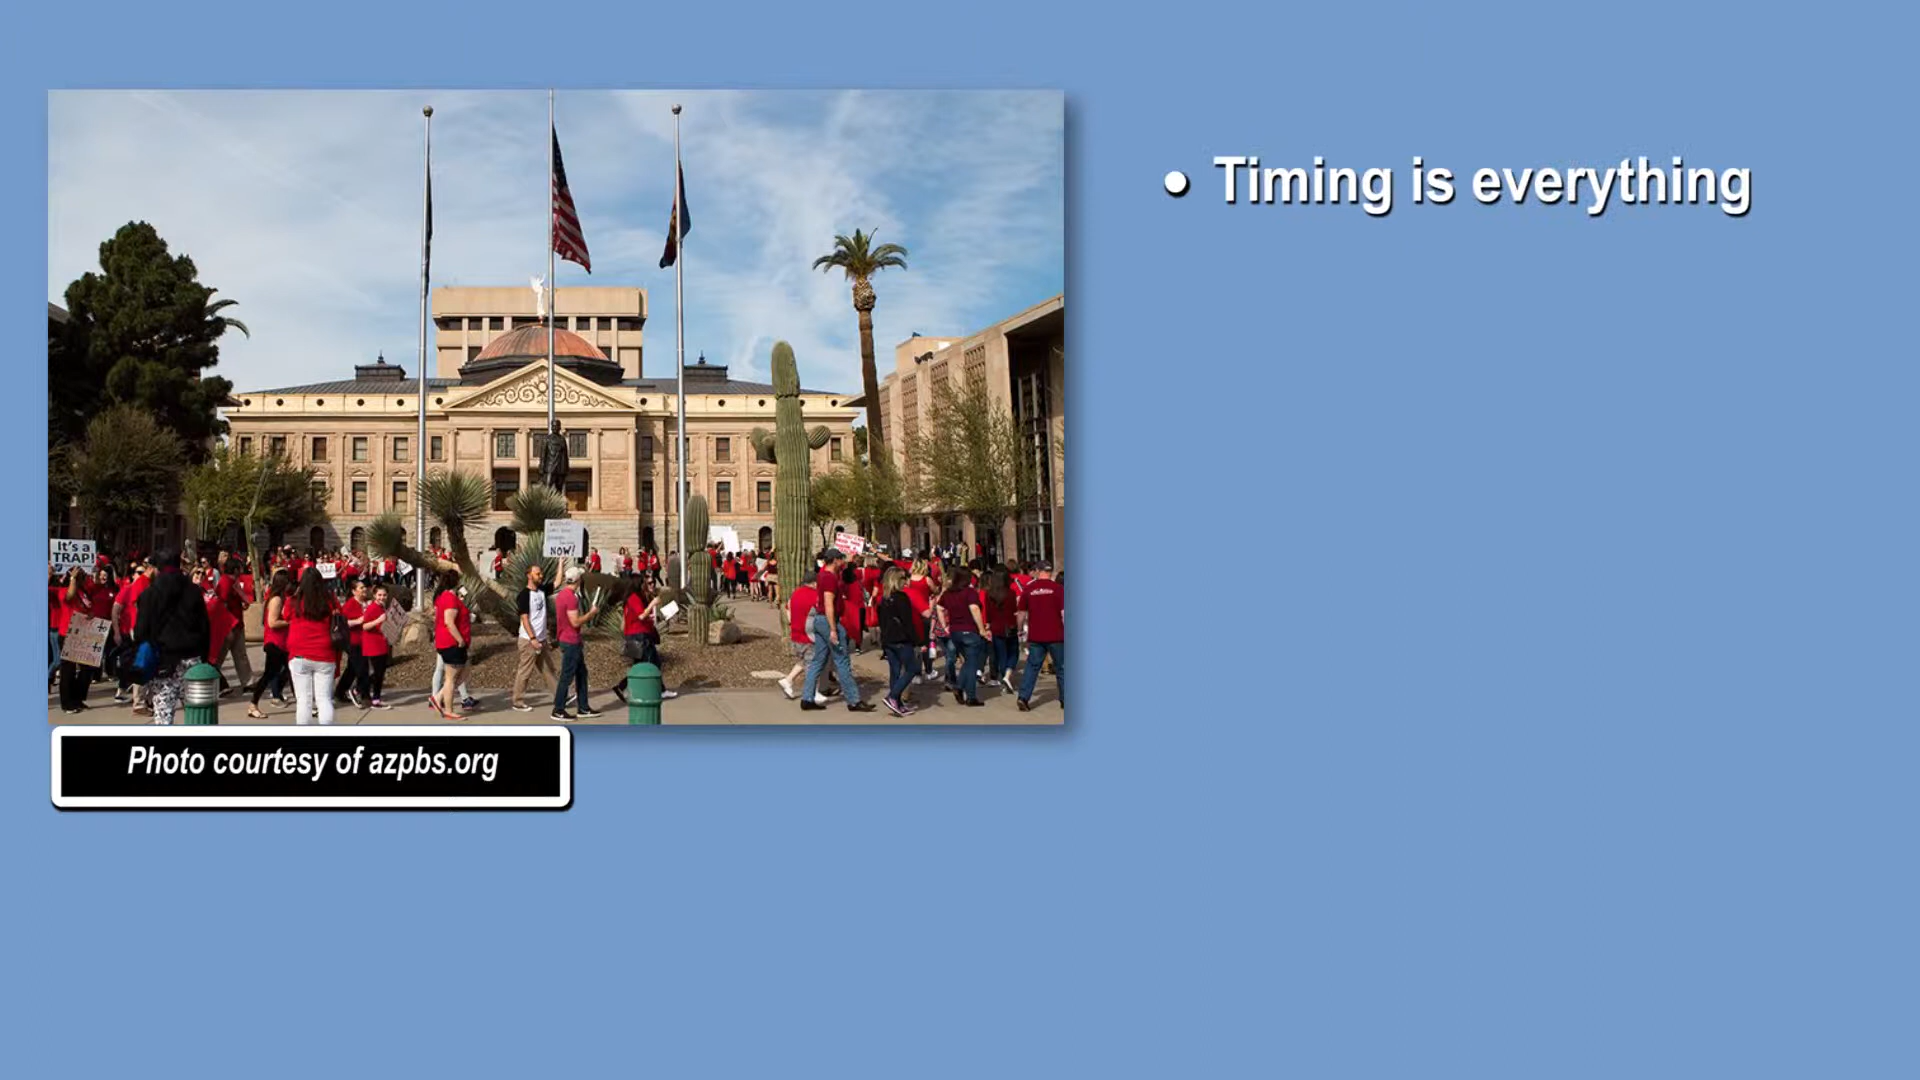 • Timing is everything
It's a
TRAP!
NOW!
Photo courtesy of azpbs.org